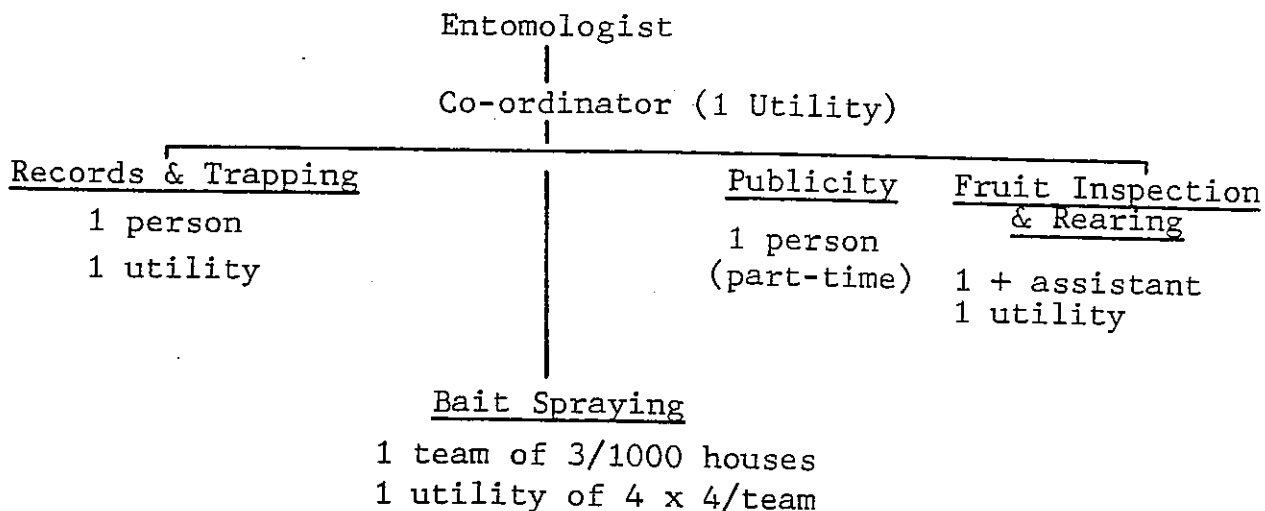 Entomologist
Co-ordinator (1 Utility)
Records & Trapping
1 person
1 utility
Publicity
1 person
(part-time)
Fruit Inspection
& Rearing
1 + assistant
1 utility
Bait Spraying
1 team of 3/1000 houses
1 utility of 4 x 4/team